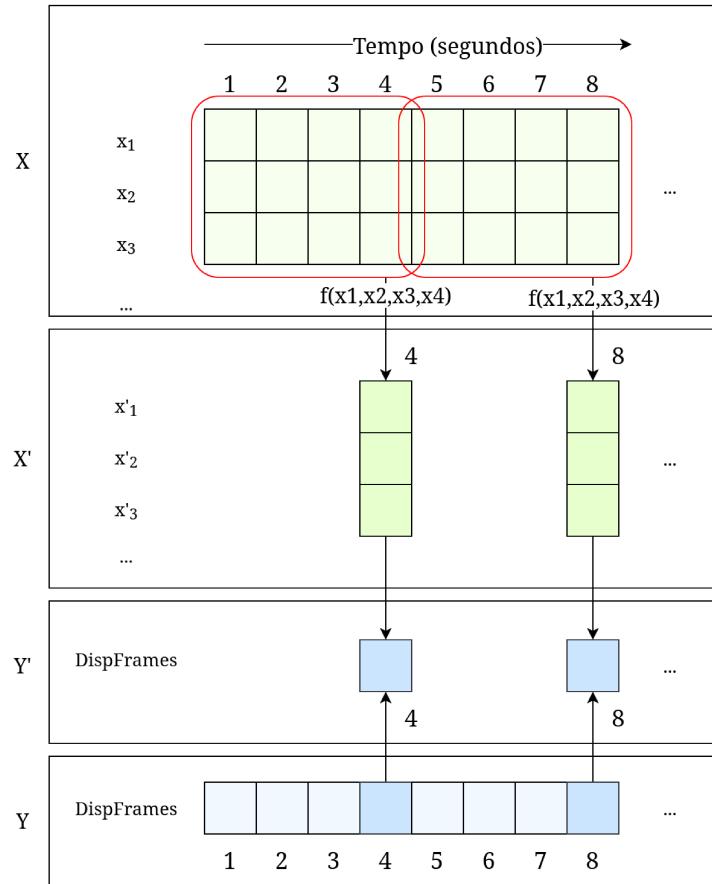 Tempo (segundos)
1 2 3 4 5 6 7 8
X
x1
x2
...
x3
...
f(x1,x2,x3,x4) f(x1,x2,x3,x4)
4 8
X'
x'1
x'2
...
x'3
...
Y'
DispFrames
...
4 8
Y
DispFrames
...
1 2 3 4 5 6 7 8